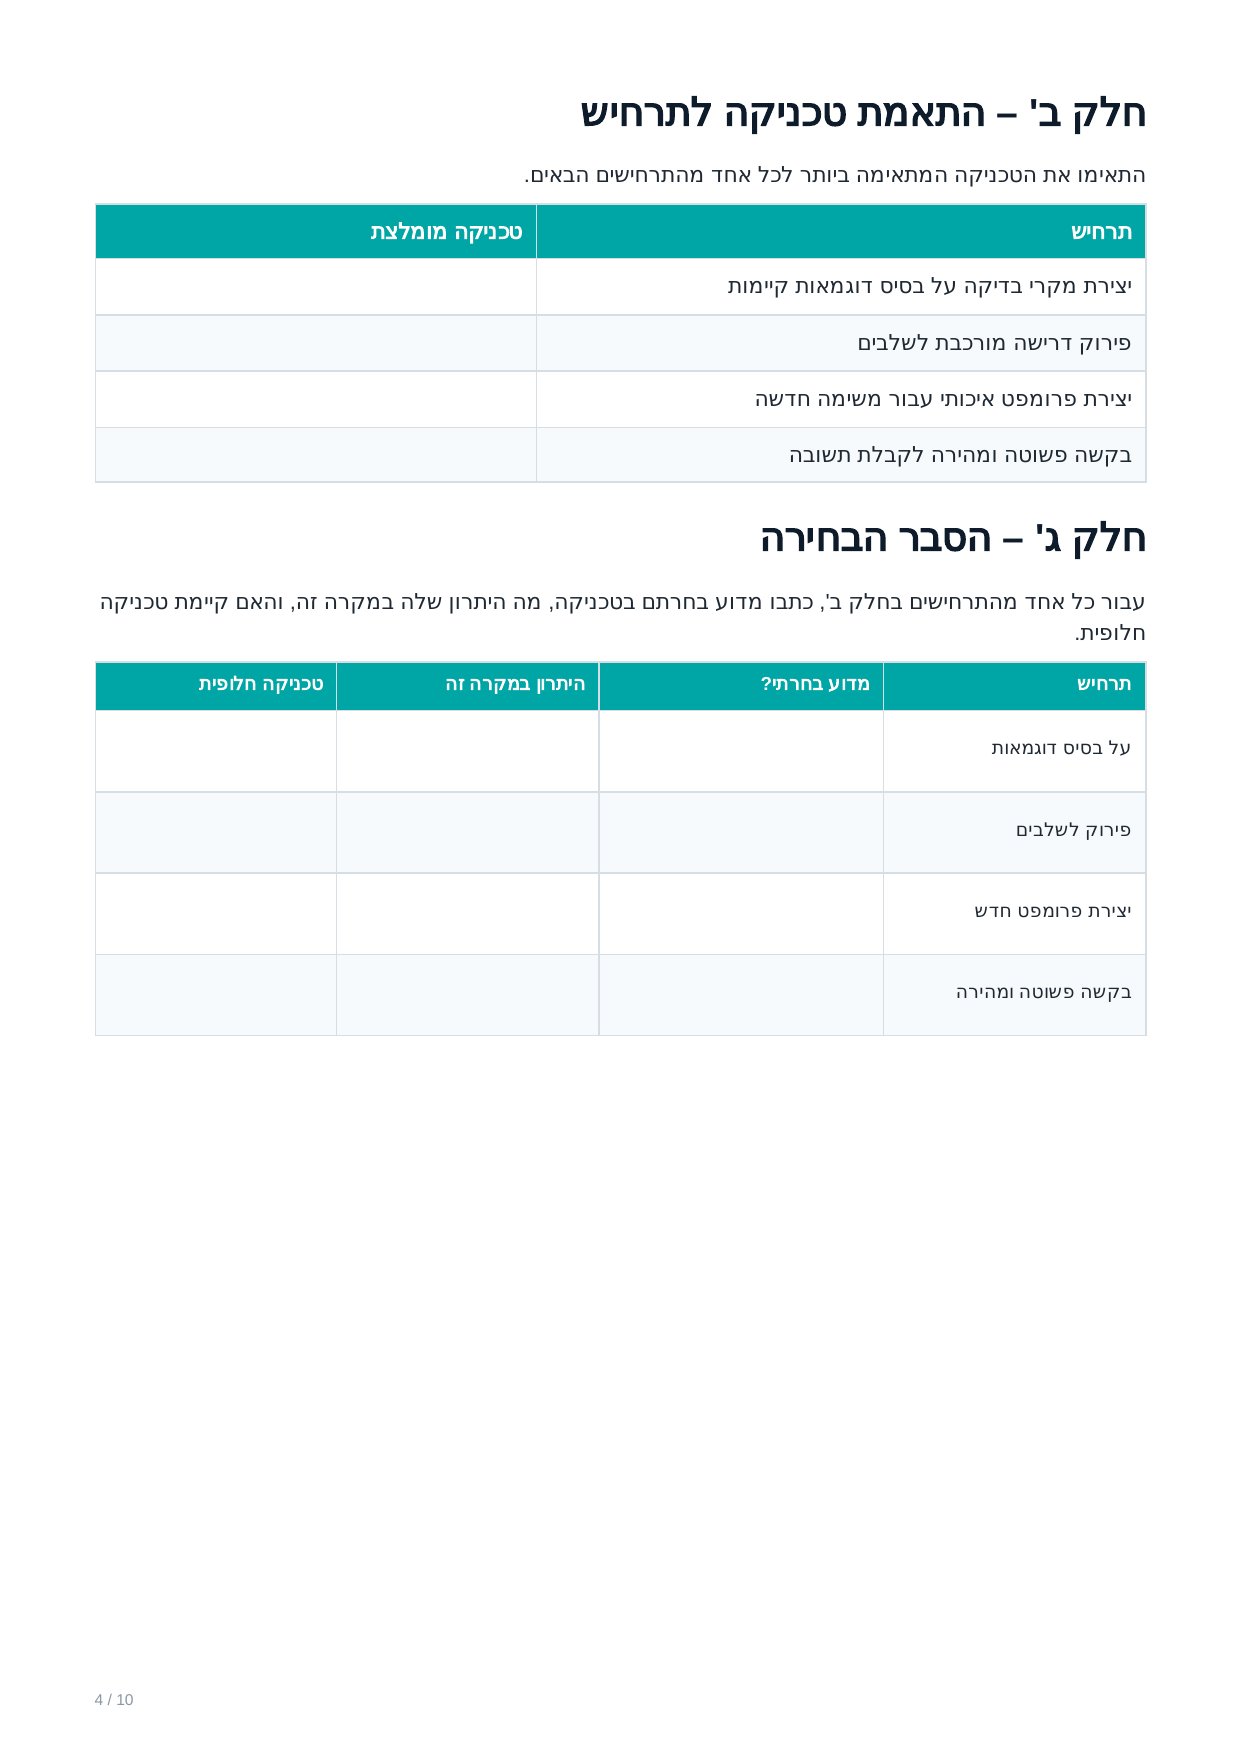 חלק ב' – התאמת טכניקה לתרחיש
התאימו את הטכניקה המתאימה ביותר לכל אחד מהתרחישים הבאים.
תרחיש טכניקה מומלצת
יצירת מקרי בדיקה על בסיס דוגמאות קיימות
פירוק דרישה מורכבת לשלבים
יצירת פרומפט איכותי עבור משימה חדשה
בקשה פשוטה ומהירה לקבלת תשובה
חלק ג' – הסבר הבחירה
עבור כל אחד מהתרחישים בחלק ב', כתבו מדוע בחרתם בטכניקה, מה היתרון שלה במקרה זה, והאם קיימת טכניקה
חלופית.
תרחיש מדוע בחרתי? היתרון במקרה זה טכניקה חלופית
על בסיס דוגמאות
פירוק לשלבים
יצירת פרומפט חדש
בקשה פשוטה ומהירה
4 / 10